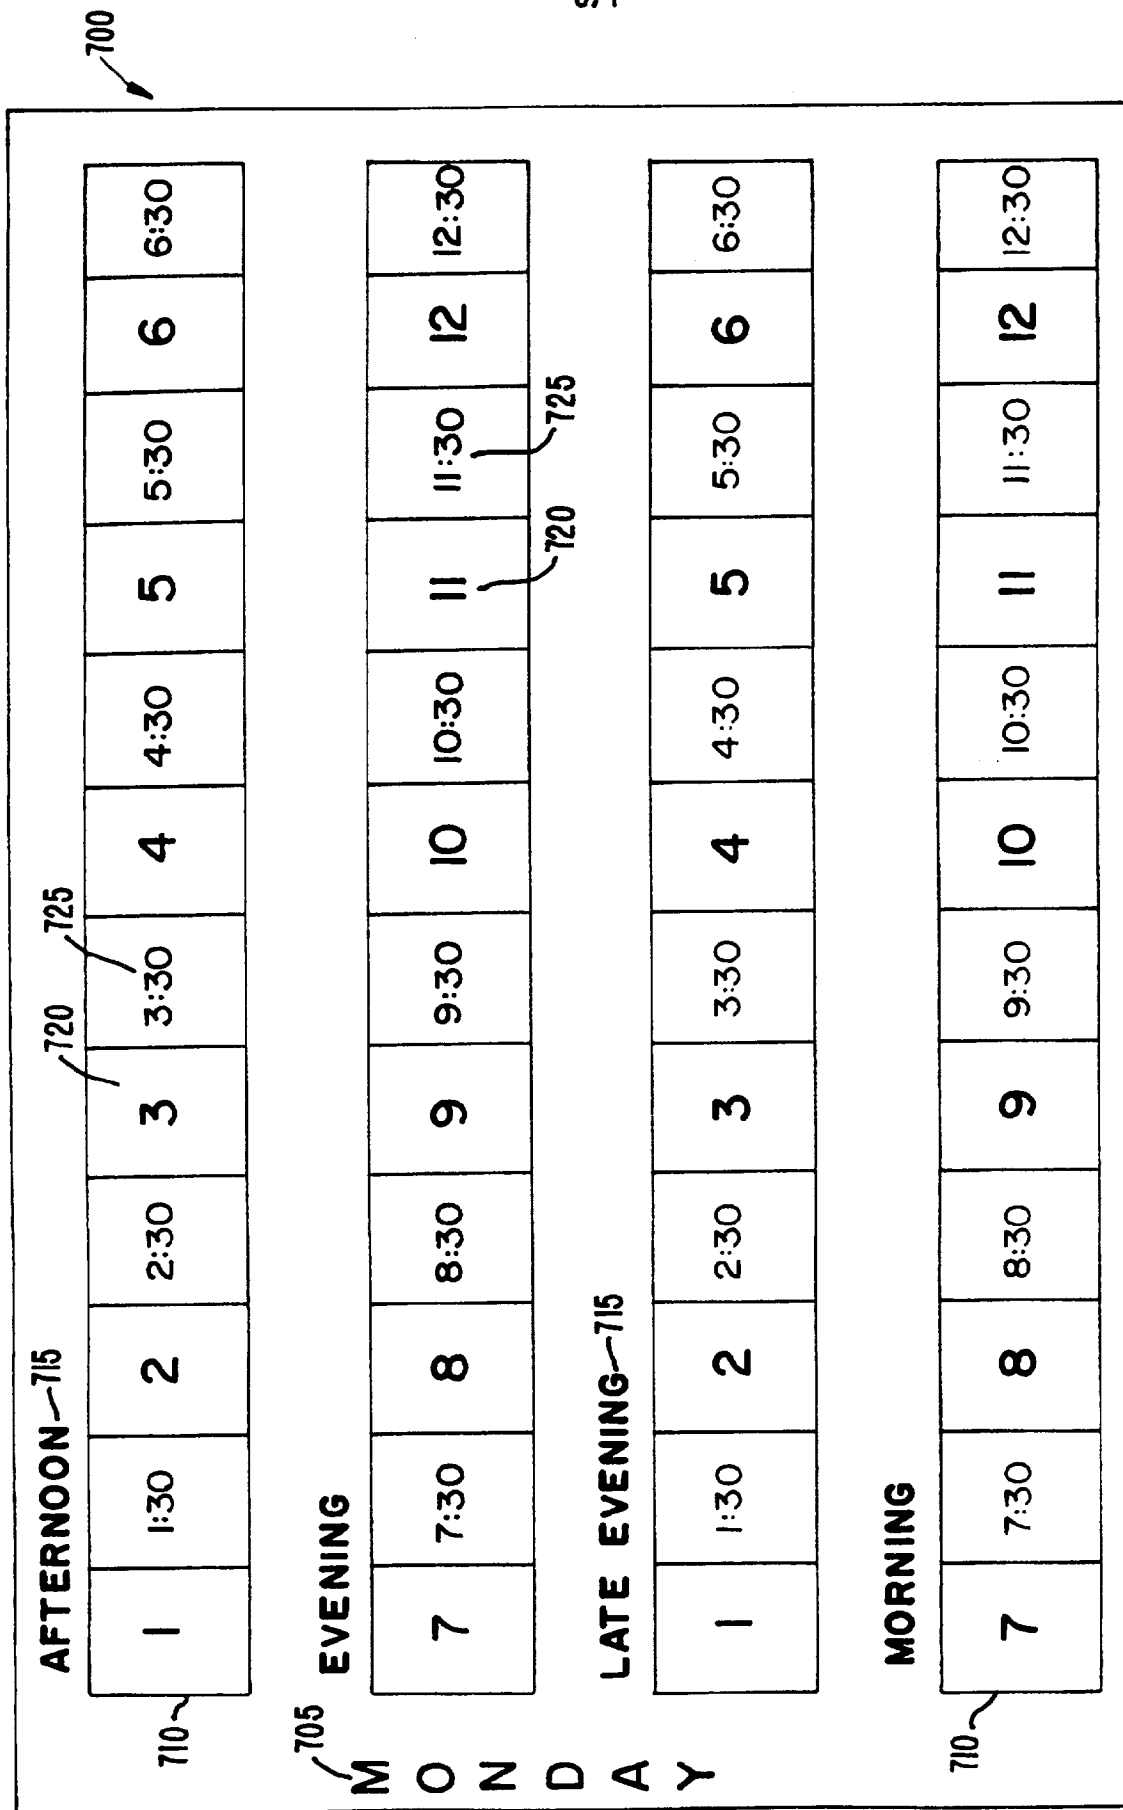 700
AFTERNOON 715 720 725
710 1 1:30 2 2:30 3 3:30 4 4:30 5 5:30 6 6:30
705
MONDAY
EVENING
7 7:30 8 8:30 9 9:30 10 10:30 11 11:30 12 12:30
720 725
LATE EVENING 715
1 1:30 2 2:30 3 3:30 4 4:30 5 5:30 6 6:30
MORNING
710 7 7:30 8 8:30 9 9:30 10 10:30 11 11:30 12 12:30